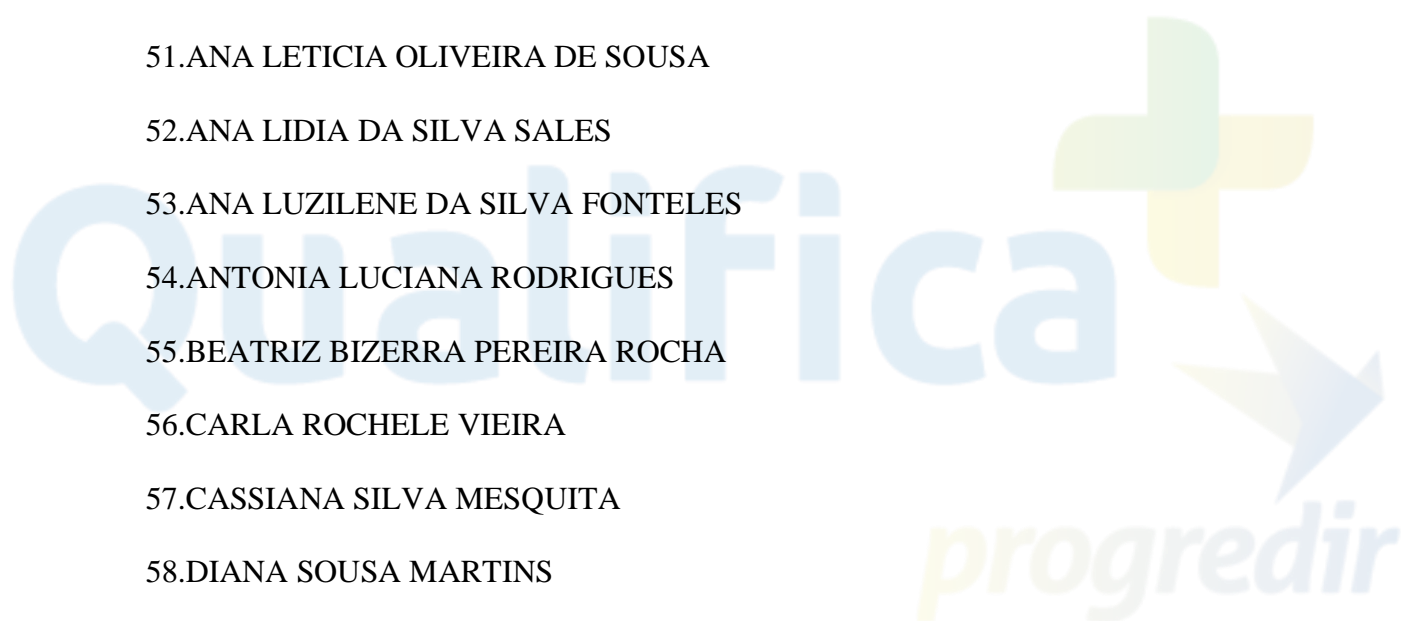 51.ANA LETICIA OLIVEIRA DE SOUSA
52.ANA LIDIA DA SILVA SALES
53.ANA LUZILENE DA SILVA FONTELES
54.ANTONIA LUCIANA RODRIGUES
55.BEATRIZ BIZERRA PEREIRA ROCHA
56.CARLA ROCHELE VIEIRA
57.CASSIANA SILVA MESQUITA
58.DIANA SOUSA MARTINS
Qualifica
progredir